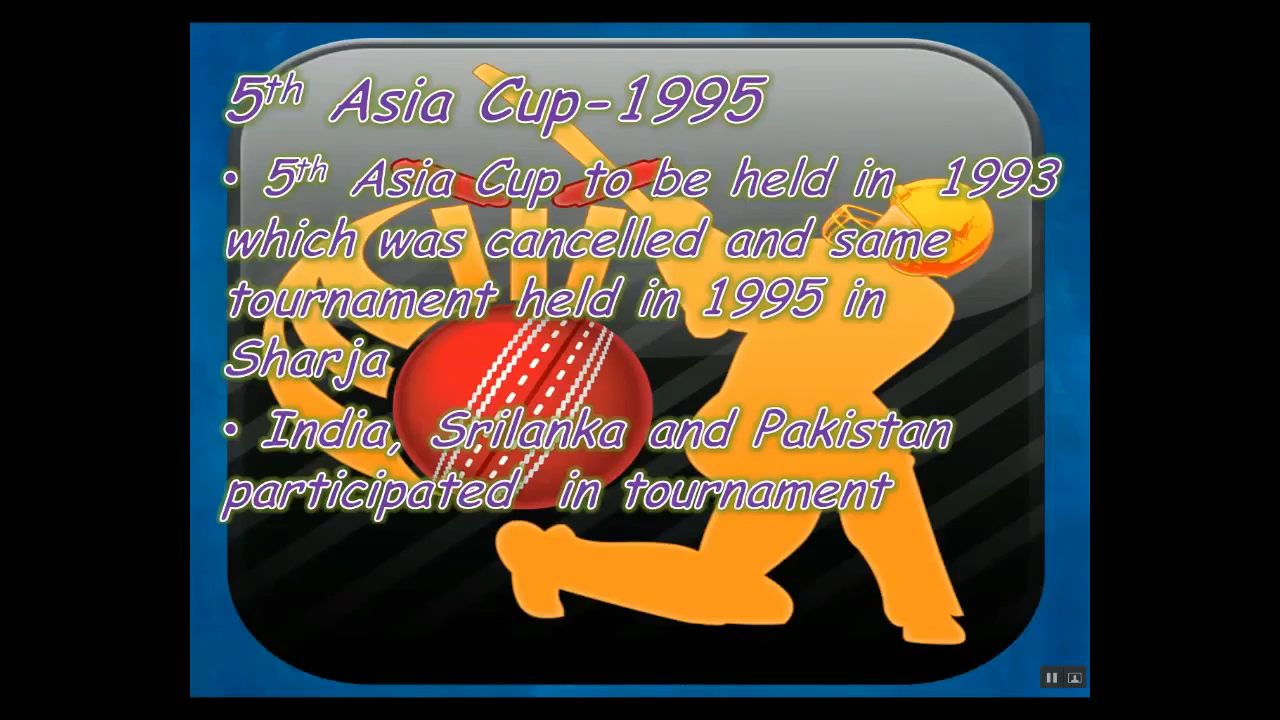 5th Asia Cup-1995
• 5th Asia Cup to be held in 1993
which was cancelled and same
tournament held in 1995 in
Sharja
• India, Srilanka and Pakistan
participated in tournament